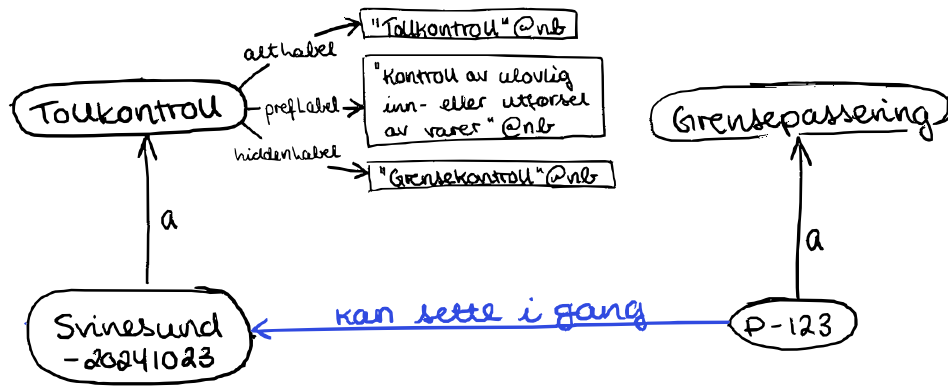 "Tollkontroll"@nb
altLabel
Tollkontroll
prefLabel
"Kontroll av ulovlig
inn- eller utførsel
av varer"@nb
Grensepassering
hiddenLabel
"Grensekontroll"@nb
a
a
kan sette i gang
Svinesund
-20241023
P-123